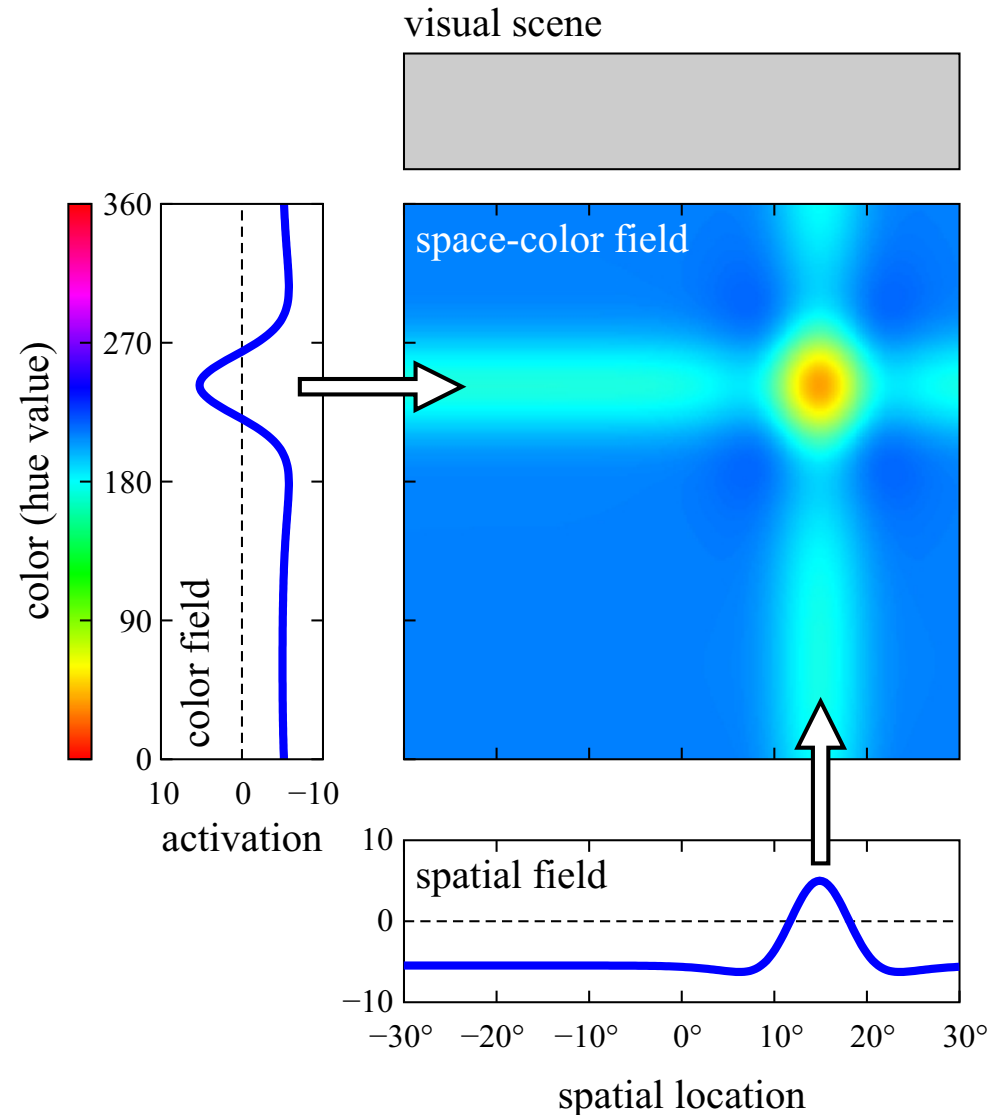 visual scene
space-color field
color (hue value)
360
270
180
90
0
color field
10 0 −10
activation
spatial field
10
0
−10
−30° −20° −10° 0° 10° 20° 30°
spatial location